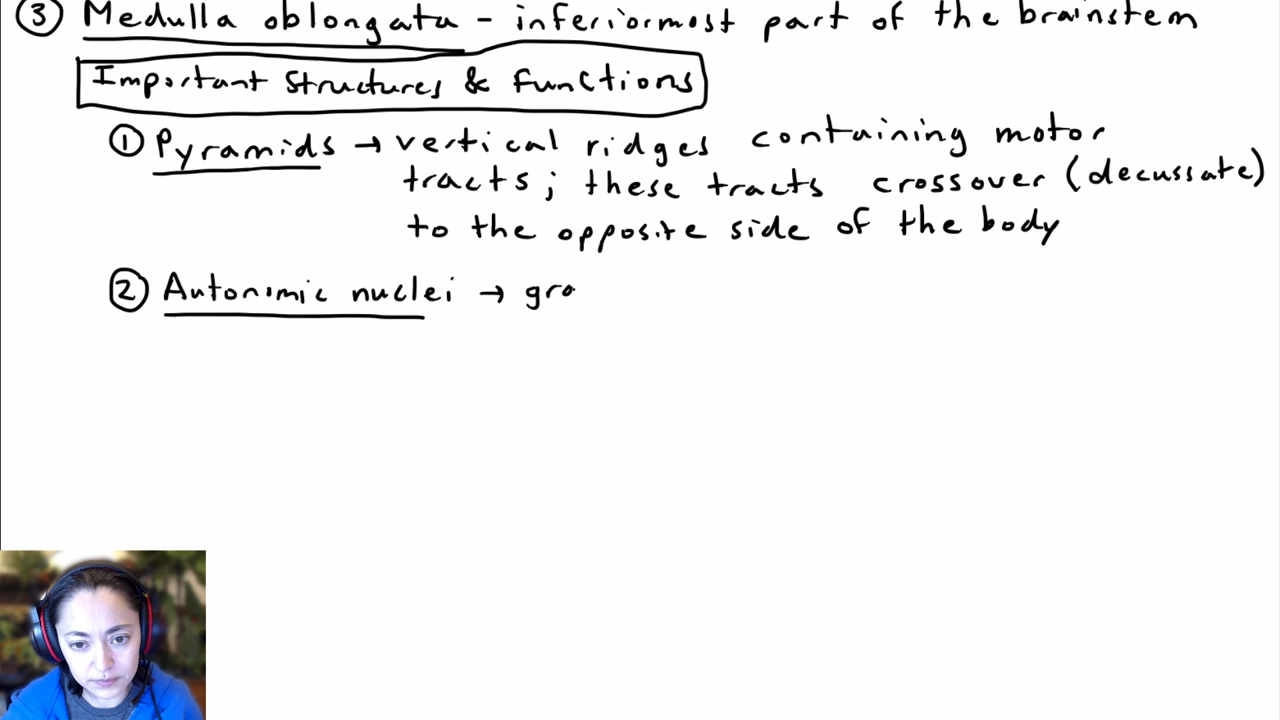 ③ Medulla oblongata - inferiormost part of the brainstem
Important Structures & Functions
① Pyramids → vertical ridges containing motor
tracts; these tracts crossover (decussate)
to the opposite side of the body
② Autonomic nuclei → gro